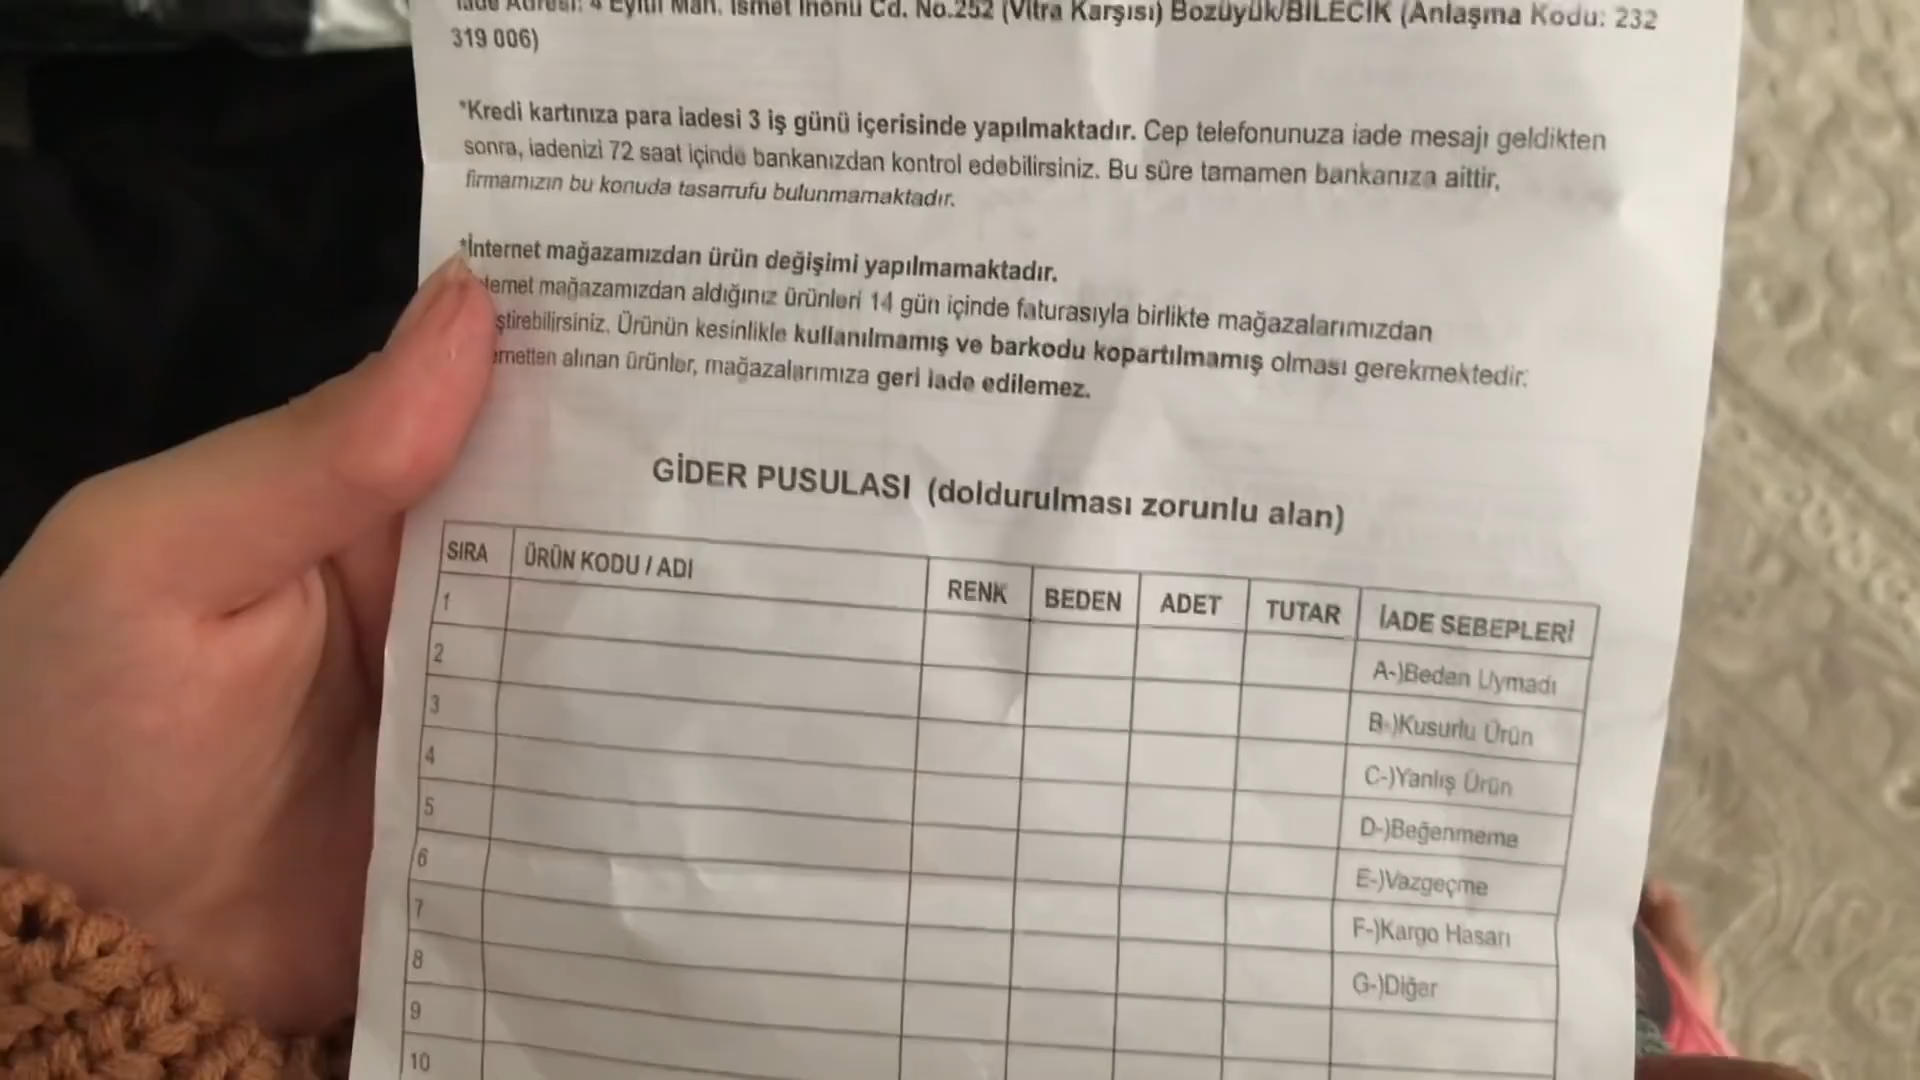 İade Adresi: 4 Eylül Mah. İsmet İnönü Cd. No.252 (Vitra Karşısı) Bozüyük/BİLECİK (Anlaşma Kodu: 232
319 006)
*Kredi kartınıza para iadesi 3 iş günü içerisinde yapılmaktadır. Cep telefonunuza iade mesajı geldikten
sonra, iadenizi 72 saat içinde bankanızdan kontrol edebilirsiniz. Bu süre tamamen bankanıza aittir,
firmamızın bu konuda tasarrufu bulunmamaktadır.
*İnternet mağazamızdan ürün değişimi yapılmamaktadır.
mağazamızdan aldığınız ürünleri 14 gün içinde faturasıyla birlikte mağazalarımızdan
ştirebilirsiniz. Ürünün kesinlikle kullanılmamış ve barkodu kopartılmamış olması gerekmektedir.
alınan ürünler, mağazalarımıza geri iade edilemez.
GİDER PUSULASI (doldurulması zorunlu alan)
SIRA ÜRÜN KODU / ADI RENK BEDEN ADET TUTAR İADE SEBEPLERİ
1 A-)Beden Uymadı
2 B-)Kusurlu Ürün
3 C-)Yanlış Ürün
4 D-)Beğenmeme
5 E-)Vazgeçme
6 F-)Kargo Hasarı
7 G-)Diğer
8
9
10